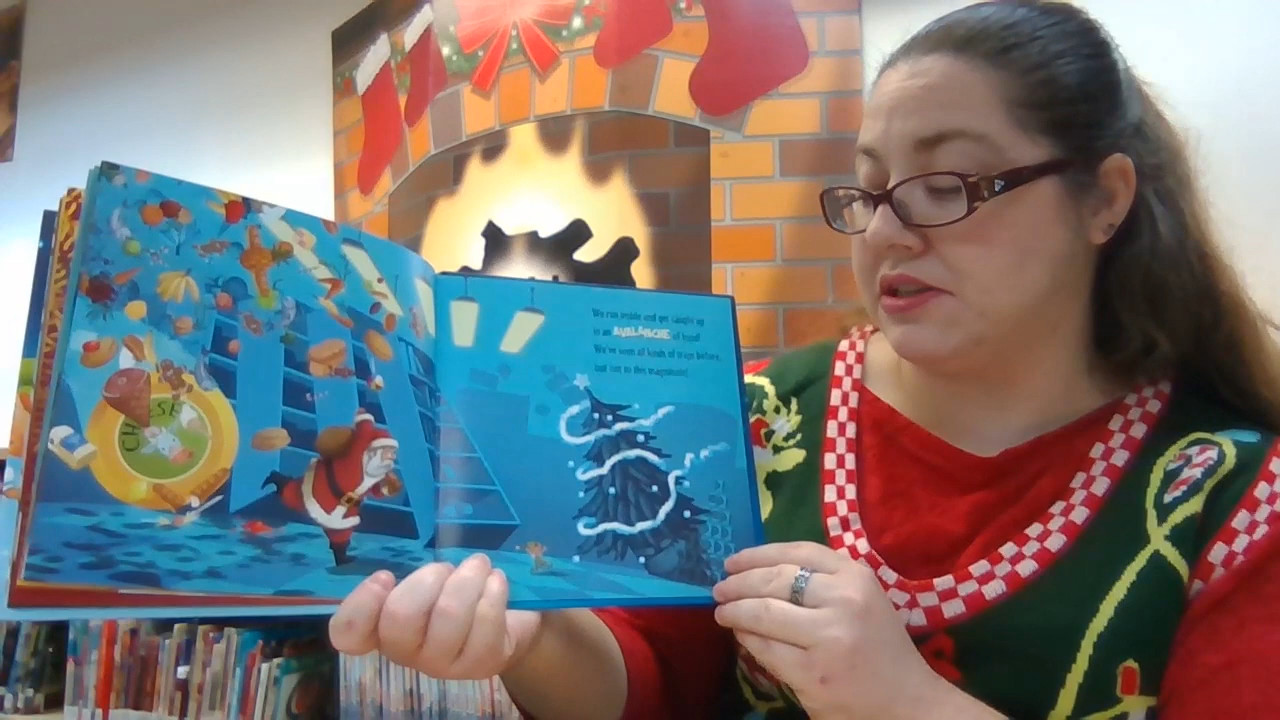 CHEESE
We run inside and get caught up
in an AVALANCHE of food!
We've seen all kinds of traps before,
but not to this magnitude!